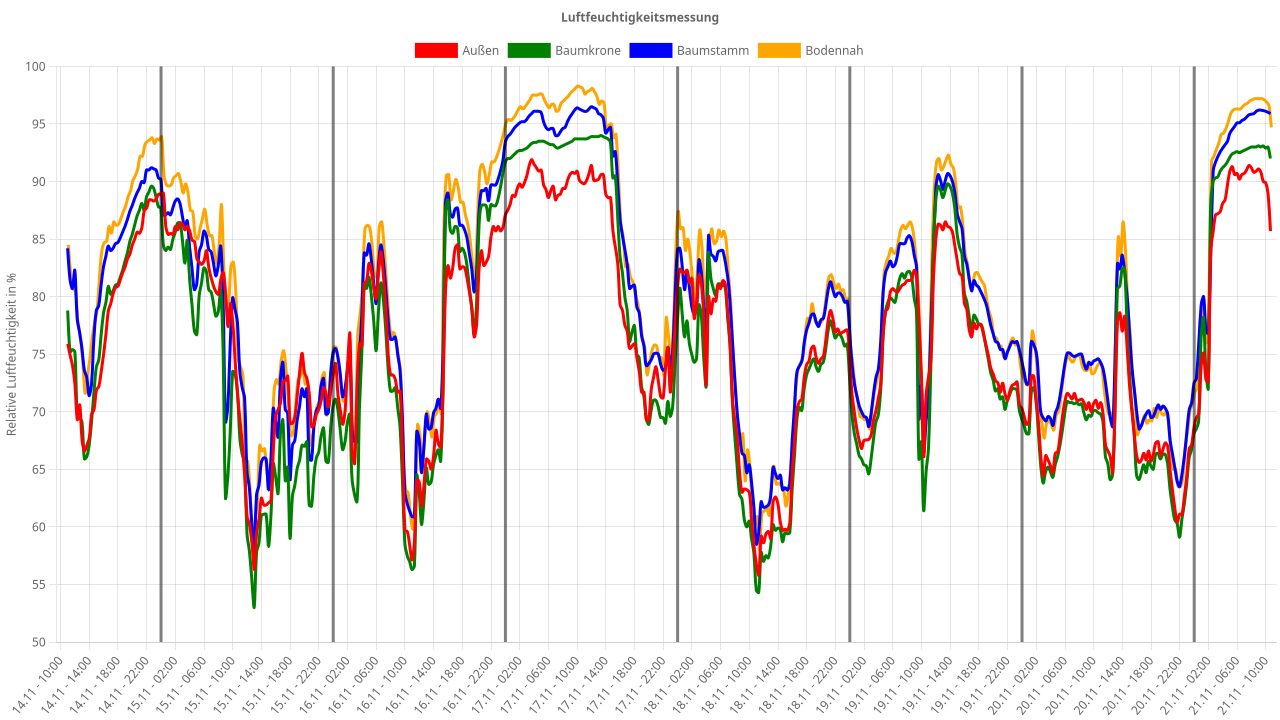 Luftfeuchtigkeitsmessung
Außen Baumkrone Baumstamm Bodennah
Relative Luftfeuchtigkeit in %
100
95
90
85
80
75
70
65
60
55
50
14.11 - 10:00
14.11 - 14:00
14.11 - 18:00
14.11 - 22:00
15.11 - 02:00
15.11 - 06:00
15.11 - 10:00
15.11 - 14:00
15.11 - 18:00
15.11 - 22:00
16.11 - 02:00
16.11 - 06:00
16.11 - 10:00
16.11 - 14:00
16.11 - 18:00
16.11 - 22:00
17.11 - 02:00
17.11 - 06:00
17.11 - 10:00
17.11 - 14:00
17.11 - 18:00
17.11 - 22:00
18.11 - 02:00
18.11 - 06:00
18.11 - 10:00
18.11 - 14:00
18.11 - 18:00
18.11 - 22:00
19.11 - 02:00
19.11 - 06:00
19.11 - 10:00
19.11 - 14:00
19.11 - 18:00
19.11 - 22:00
20.11 - 02:00
20.11 - 06:00
20.11 - 10:00
20.11 - 14:00
20.11 - 18:00
20.11 - 22:00
21.11 - 02:00
21.11 - 06:00
21.11 - 10:00